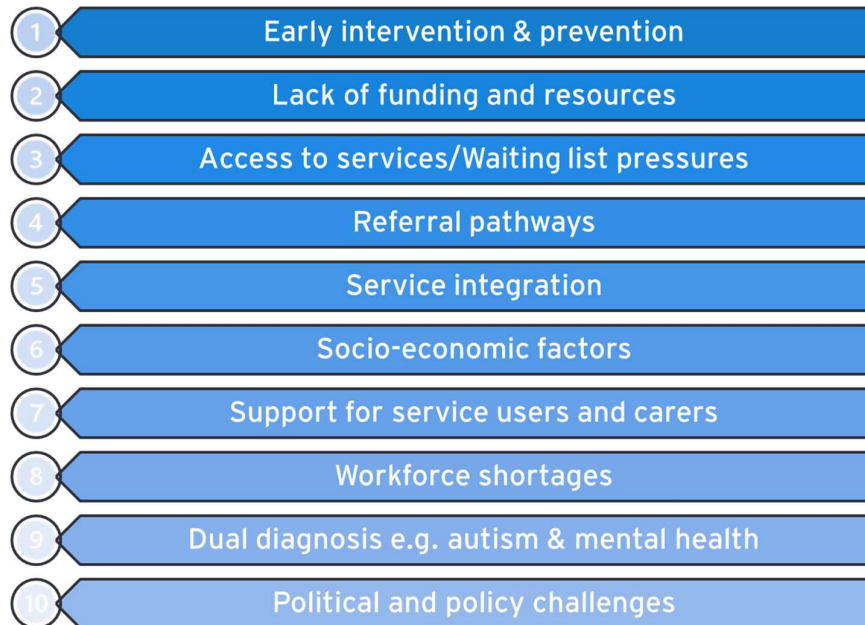 1 Early intervention & prevention
2 Lack of funding and resources
3 Access to services/Waiting list pressures
4 Referral pathways
5 Service integration
6 Socio-economic factors
7 Support for service users and carers
8 Workforce shortages
9 Dual diagnosis e.g. autism & mental health
10 Political and policy challenges